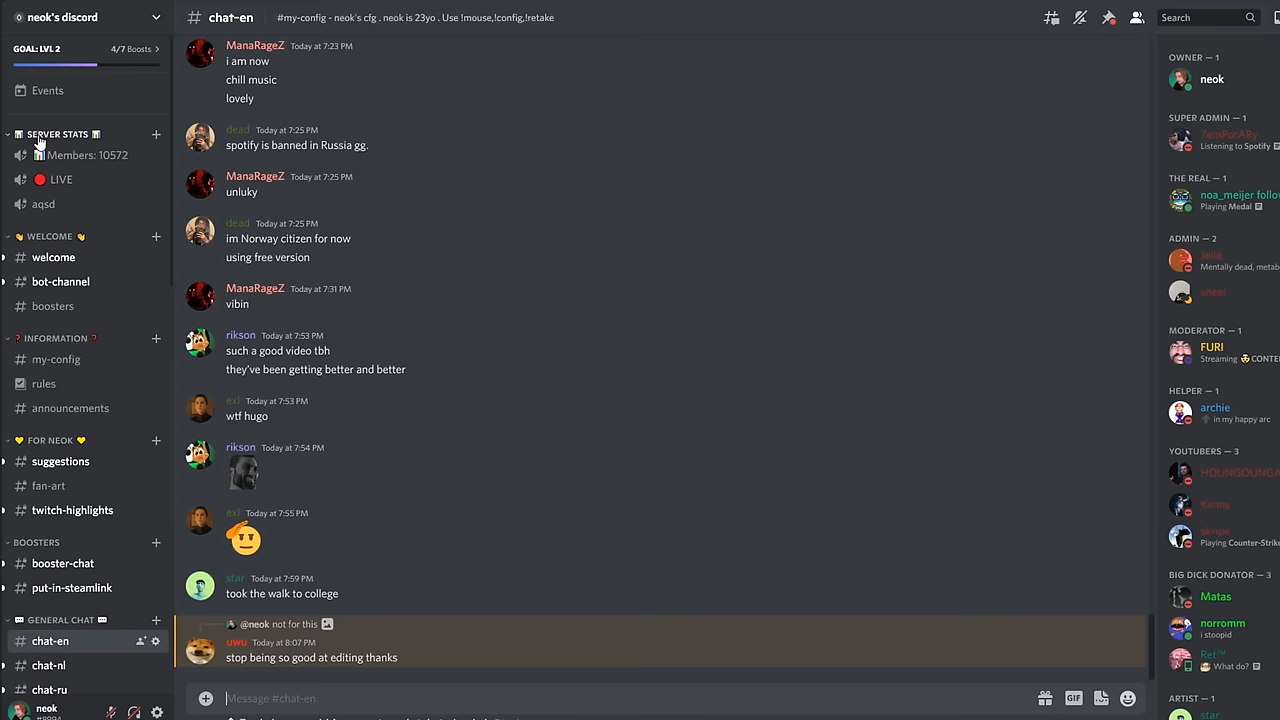 neok's discord
GOAL: LVL 2
4/7 Boosts
Events
SERVER STATS
Members: 10572
LIVE
aqsd
WELCOME
welcome
bot-channel
boosters
INFORMATION
my-config
rules
announcements
FOR NEOK
suggestions
fan-art
twitch-highlights
BOOSTERS
booster-chat
put-in-steamlink
GENERAL CHAT
chat-en
chat-nl
chat-ru
neok
chat-en
#my-config - neok's cfg . neok is 23yo . Use !mouse,!config,!retake
Search
ManaRageZ Today at 7:23 PM
i am now
chill music
lovely
dead Today at 7:25 PM
spotify is banned in Russia gg.
ManaRageZ Today at 7:25 PM
unluky
dead Today at 7:25 PM
im Norway citizen for now
using free version
ManaRageZ Today at 7:31 PM
vibin
rikson Today at 7:53 PM
such a good video tbh
they've been getting better and better
exl Today at 7:53 PM
wtf hugo
rikson Today at 7:54 PM
exl Today at 7:55 PM
star Today at 7:59 PM
took the walk to college
@neok not for this
uwu Today at 8:07 PM
stop being so good at editing thanks
Message #chat-en
GIF
OWNER — 1
neok
SUPER ADMIN — 1
7emPorARy
Listening to Spotify
THE REAL — 1
noa_meijer follo
Playing Medal
ADMIN — 2
Jelle
Mentally dead, metab
sheel
MODERATOR — 1
FURI
Streaming CONTE
HELPER — 1
archie
in my happy arc
YOUTUBERS — 3
HOUNGOUNGA
Kenny
skripe
Playing Counter-Strike
BIG DICK DONATOR — 3
Matas
norromm
i stoopid
Ret™
What do?
ARTIST — 1
star